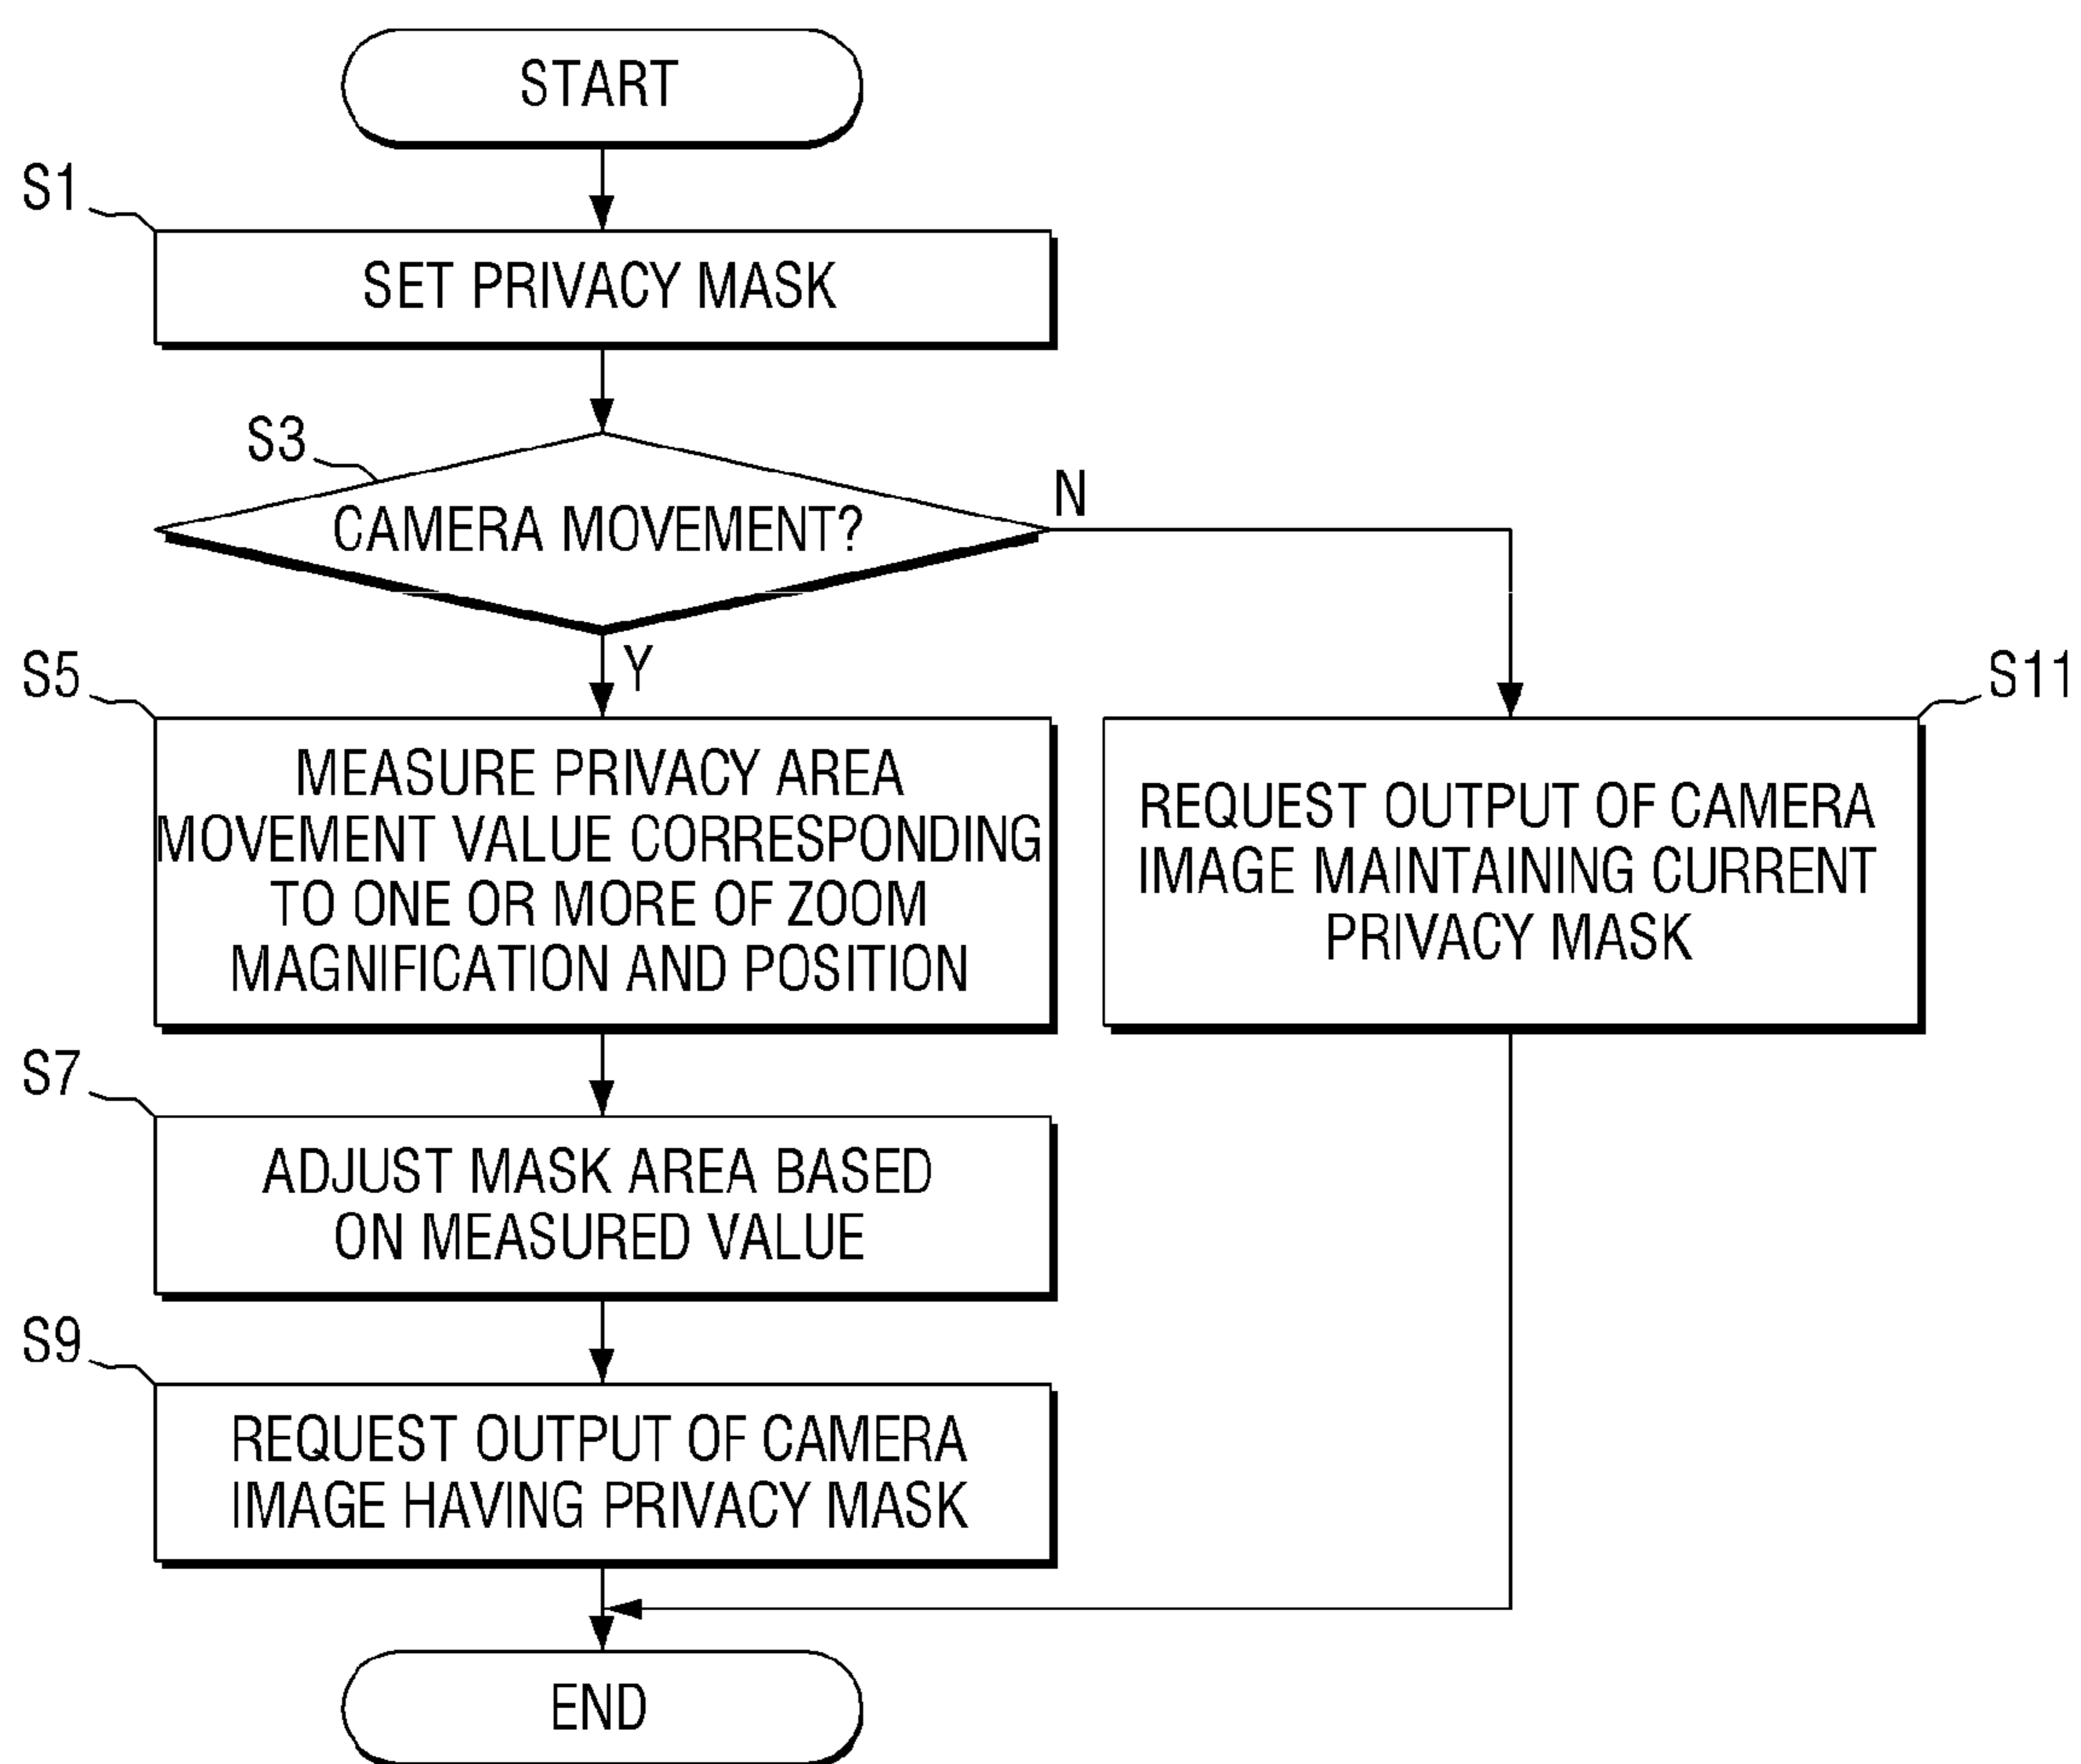 START
S1
SET PRIVACY MASK
S3
CAMERA MOVEMENT?
N
Y
S5
MEASURE PRIVACY AREA
MOVEMENT VALUE CORRESPONDING
TO ONE OR MORE OF ZOOM
MAGNIFICATION AND POSITION
S11
REQUEST OUTPUT OF CAMERA
IMAGE MAINTAINING CURRENT
PRIVACY MASK
S7
ADJUST MASK AREA BASED
ON MEASURED VALUE
S9
REQUEST OUTPUT OF CAMERA
IMAGE HAVING PRIVACY MASK
END